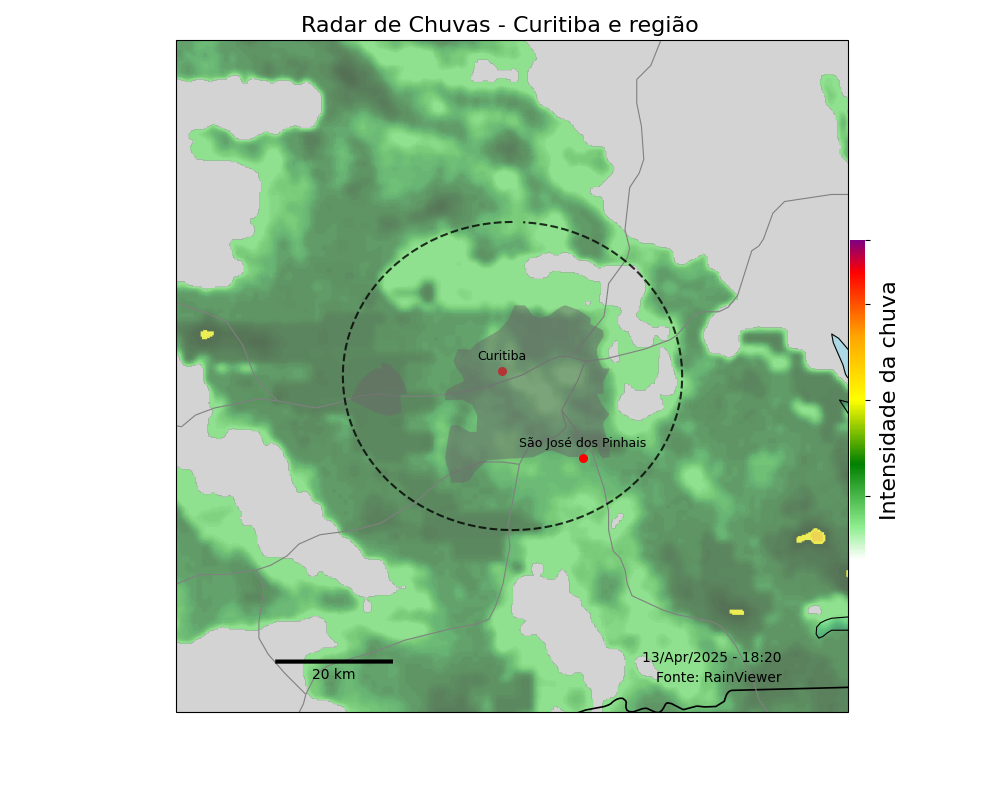 Radar de Chuvas - Curitiba e região
Curitiba
São José dos Pinhais
Intensidade da chuva
13/Apr/2025 - 18:20
Fonte: RainViewer
20 km